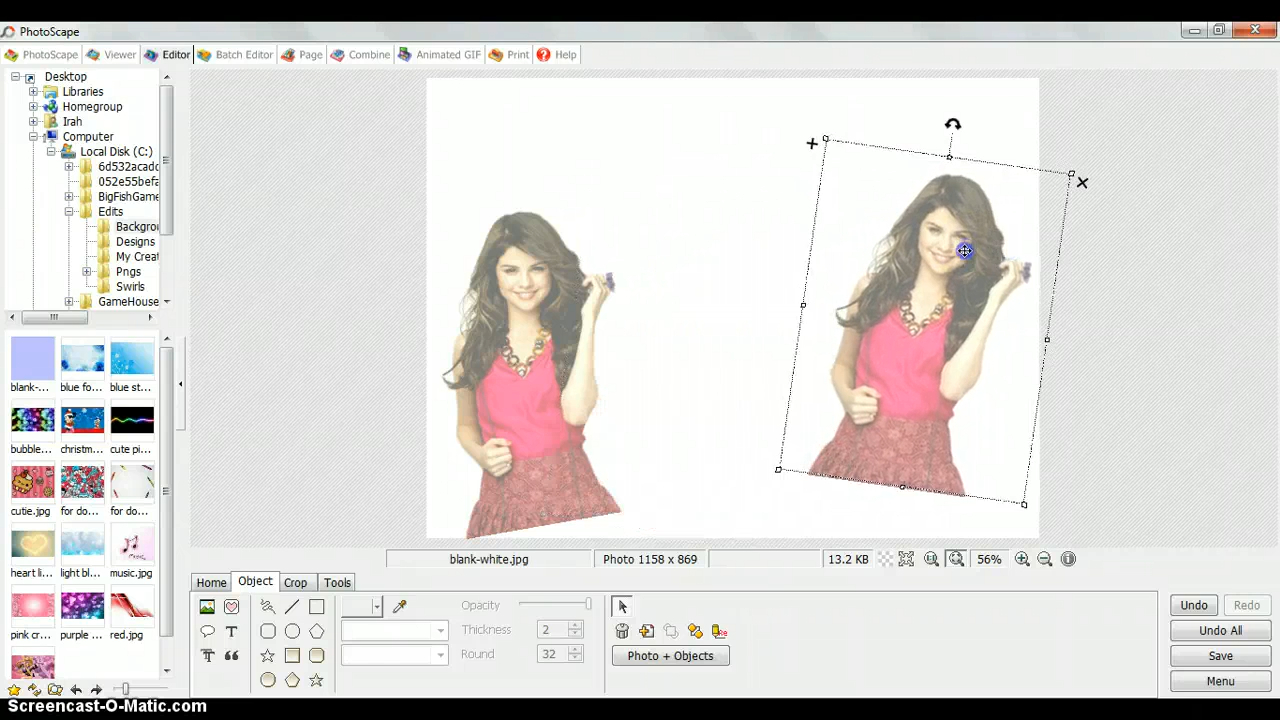 PhotoScape
PhotoScape Viewer Editor Batch Editor Page Combine Animated GIF Print Help
Desktop
Libraries
Homegroup
Irah
Computer
Local Disk (C:)
6d532acadc
052e55befa
BigFishGame
Edits
Backgrou
Designs
My Creat
Pngs
Swirls
GameHouse
blank-... blue fo... blue st...
bubble... christm... cute pi...
cutie.jpg for do... for do...
heart li... light bl... music.jpg
pink cr... purple ... red.jpg
blank-white.jpg Photo 1158 x 869 13.2 KB 56%
Home Object Crop Tools
Opacity
Thickness 2
Round 32
Photo + Objects
Undo Redo
Undo All
Save
Menu
Screencast-O-Matic.com